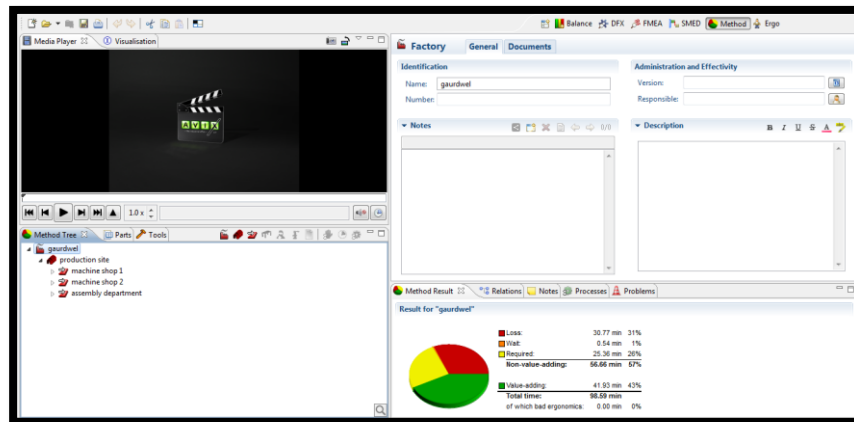 Balance DFX FMEA SMED Method Ergo
Media Player Visualisation
AVIX
1.0 x
Method Tree Parts Tools
gaurdwel
production site
machine shop 1
machine shop 2
assembly department
Factory General Documents
Identification
Name: gaurdwel
Number:
Administration and Effectivity
Version:
Responsible:
Notes 0/0
Description B I U S A
Method Result Relations Notes Processes Problems
Result for "gaurdwel"
Loss: 30.77 min 31%
Wait: 0.54 min 1%
Required: 25.36 min 26%
Non-value-adding: 56.66 min 57%
Value-adding: 41.93 min 43%
Total time: 98.59 min
of which bad ergonomics: 0.00 min 0%